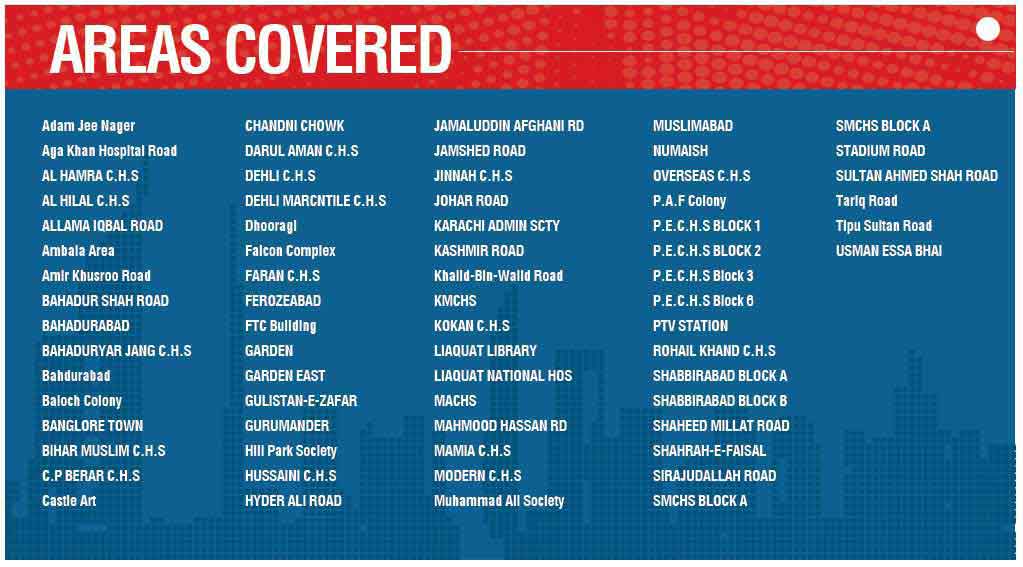 AREAS COVERED
Adam Jee Nager
Aga Khan Hospital Road
AL HAMRA C.H.S
AL HILAL C.H.S
ALLAMA IQBAL ROAD
Ambala Area
Amir Khusroo Road
BAHADUR SHAH ROAD
BAHADURABAD
BAHADURYAR JANG C.H.S
Bahdurabad
Baloch Colony
BANGLORE TOWN
BIHAR MUSLIM C.H.S
C.P BERAR C.H.S
Castle Art
CHANDNI CHOWK
DARUL AMAN C.H.S
DEHLI C.H.S
DEHLI MARCNTILE C.H.S
Dhooragi
Falcon Complex
FARAN C.H.S
FEROZEABAD
FTC Building
GARDEN
GARDEN EAST
GULISTAN-E-ZAFAR
GURUMANDER
Hill Park Society
HUSSAINI C.H.S
HYDER ALI ROAD
JAMALUDDIN AFGHANI RD
JAMSHED ROAD
JINNAH C.H.S
JOHAR ROAD
KARACHI ADMIN SCTY
KASHMIR ROAD
Khalid-Bin-Walid Road
KMCHS
KOKAN C.H.S
LIAQUAT LIBRARY
LIAQUAT NATIONAL HOS
MACHS
MAHMOOD HASSAN RD
MAMIA C.H.S
MODERN C.H.S
Muhammad Ali Society
MUSLIMABAD
NUMAISH
OVERSEAS C.H.S
P.A.F Colony
P.E.C.H.S BLOCK 1
P.E.C.H.S BLOCK 2
P.E.C.H.S Block 3
P.E.C.H.S Block 6
PTV STATION
ROHAIL KHAND C.H.S
SHABBIRABAD BLOCK A
SHABBIRABAD BLOCK B
SHAHEED MILLAT ROAD
SHAHRAH-E-FAISAL
SIRAJUDALLAH ROAD
SMCHS BLOCK A
SMCHS BLOCK A
STADIUM ROAD
SULTAN AHMED SHAH ROAD
Tariq Road
Tipu Sultan Road
USMAN ESSA BHAI